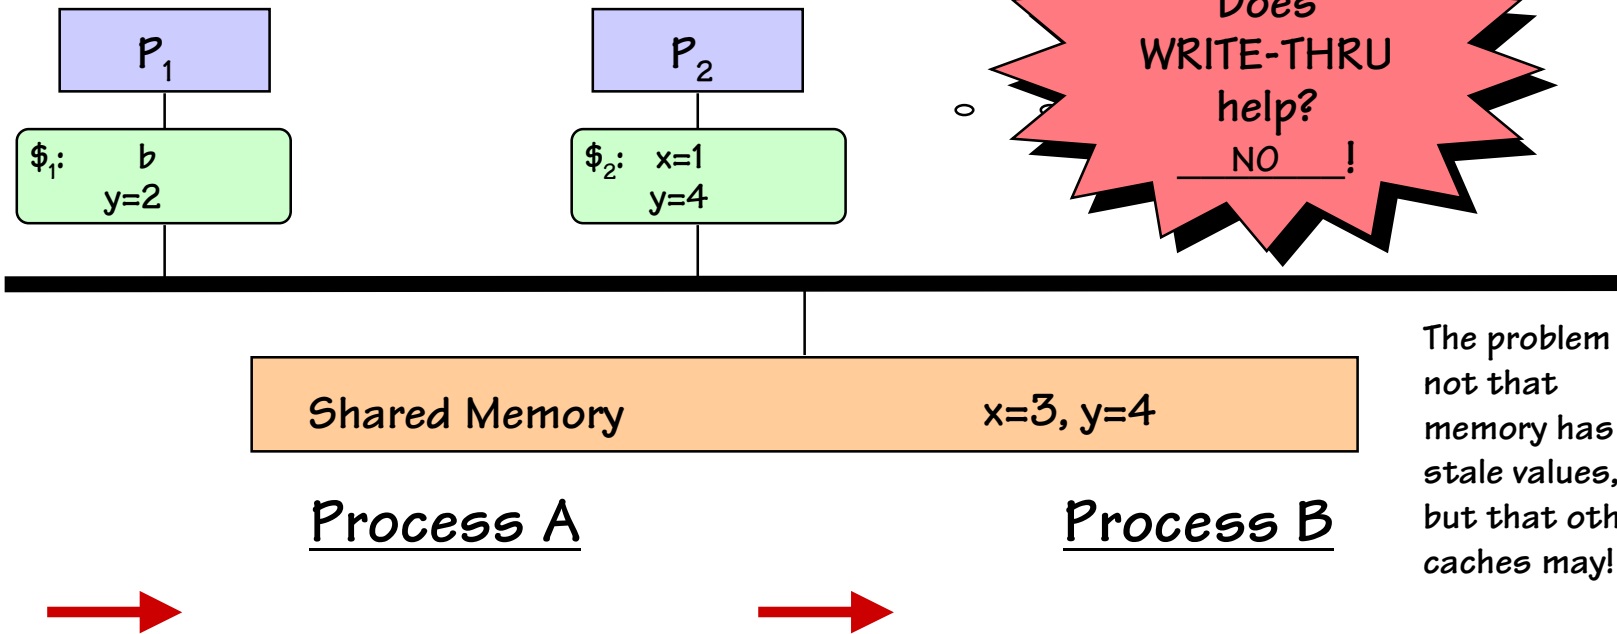 P1
P2
Does
WRITE-THRU
help?
NO!
$1: b
y=2
$2: x=1
y=4
Shared Memory x=3, y=4
The problem
not that
memory has
stale values,
but that oth
caches may!
Process A
Process B